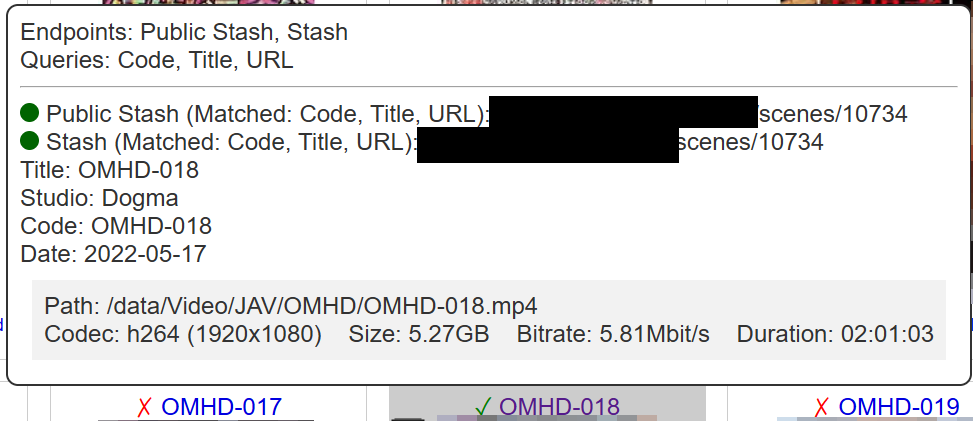 Endpoints: Public Stash, Stash
Queries: Code, Title, URL
Public Stash (Matched: Code, Title, URL): /scenes/10734
Stash (Matched: Code, Title, URL): scenes/10734
Title: OMHD-018
Studio: Dogma
Code: OMHD-018
Date: 2022-05-17
Path: /data/Video/JAV/OMHD/OMHD-018.mp4
Codec: h264 (1920x1080) Size: 5.27GB Bitrate: 5.81Mbit/s Duration: 02:01:03
✗ OMHD-017 ✓ OMHD-018 ✗ OMHD-019